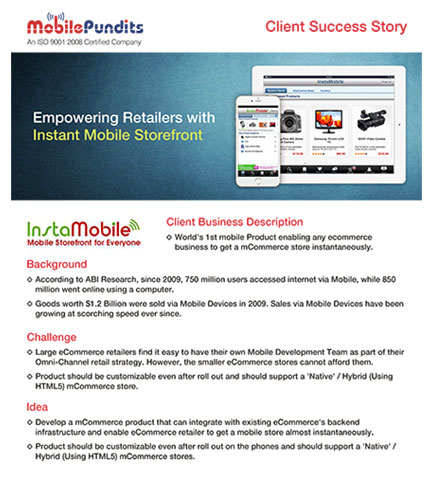 MobilePundits
An ISO 9001 2008 Certified Company
Client Success Story
Empowering Retailers with
Instant Mobile Storefront
InstaMobile
InstaMobile
Mobile Storefront for Everyone
Client Business Description
World's 1st mobile Product enabling any ecommerce
business to get a mCommerce store instantaneously.
Background
According to ABI Research, since 2009, 750 million users accessed internet via Mobile, while 850
million went online using a computer.
Goods worth $1.2 Billion were sold via Mobile Devices in 2009. Sales via Mobile Devices have been
growing at scorching speed ever since.
Challenge
Large eCommerce retailers find it easy to have their own Mobile Development Team as part of their
Omni-Channel retail strategy. However, the smaller eCommerce stores cannot afford them.
Product should be customizable even after roll out and should support a 'Native' / Hybrid (Using
HTML5) mCommerce store.
Idea
Develop a mCommerce product that can integrate with existing eCommerce's backend
infrastructure and enable eCommerce retailer to get a mobile store almost instantaneously.
Product should be customizable even after roll out on the phones and should support a 'Native' /
Hybrid (Using HTML5) mCommerce stores.